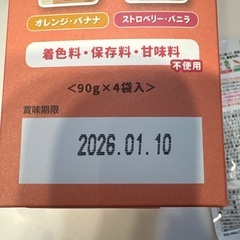 オレンジ・バナナ
ストロベリー・バニラ
着色料・保存料・甘味料
不使用
<90g×4袋入>
賞味期限
2026.01.10